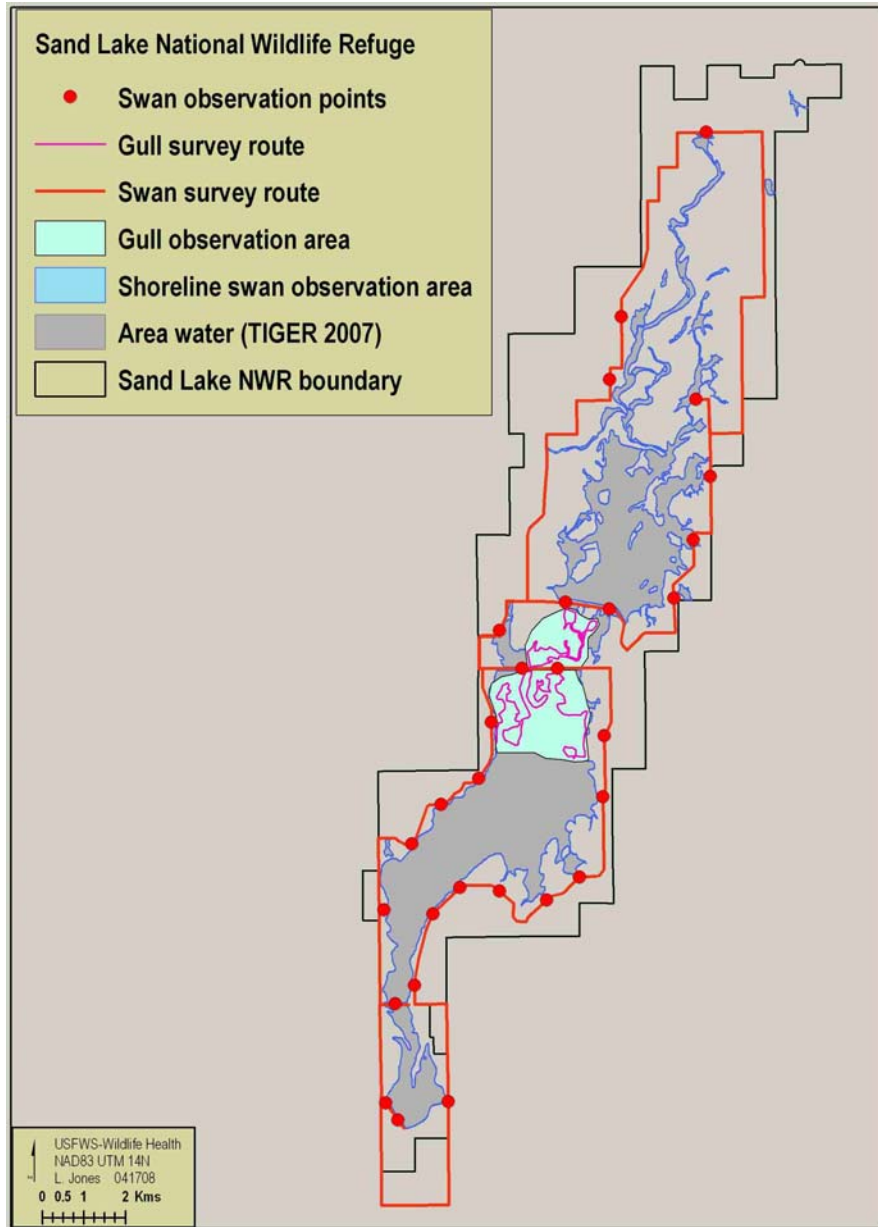 Sand Lake National Wildlife Refuge
Swan observation points
Gull survey route
Swan survey route
Gull observation area
Shoreline swan observation area
Area water (TIGER 2007)
Sand Lake NWR boundary
USFWS-Wildlife Health
NAD83 UTM 14N
L. Jones 041708
0 0.5 1 2 Kms